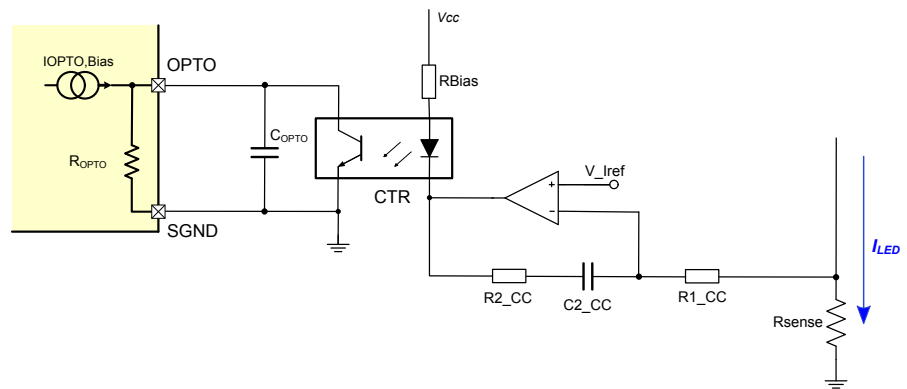 Vcc
IOPTO,Bias
OPTO
RBias
COPTO
ROPTO
CTR
V_Iref
+
-
SGND
ILED
R2_CC
C2_CC
R1_CC
Rsense